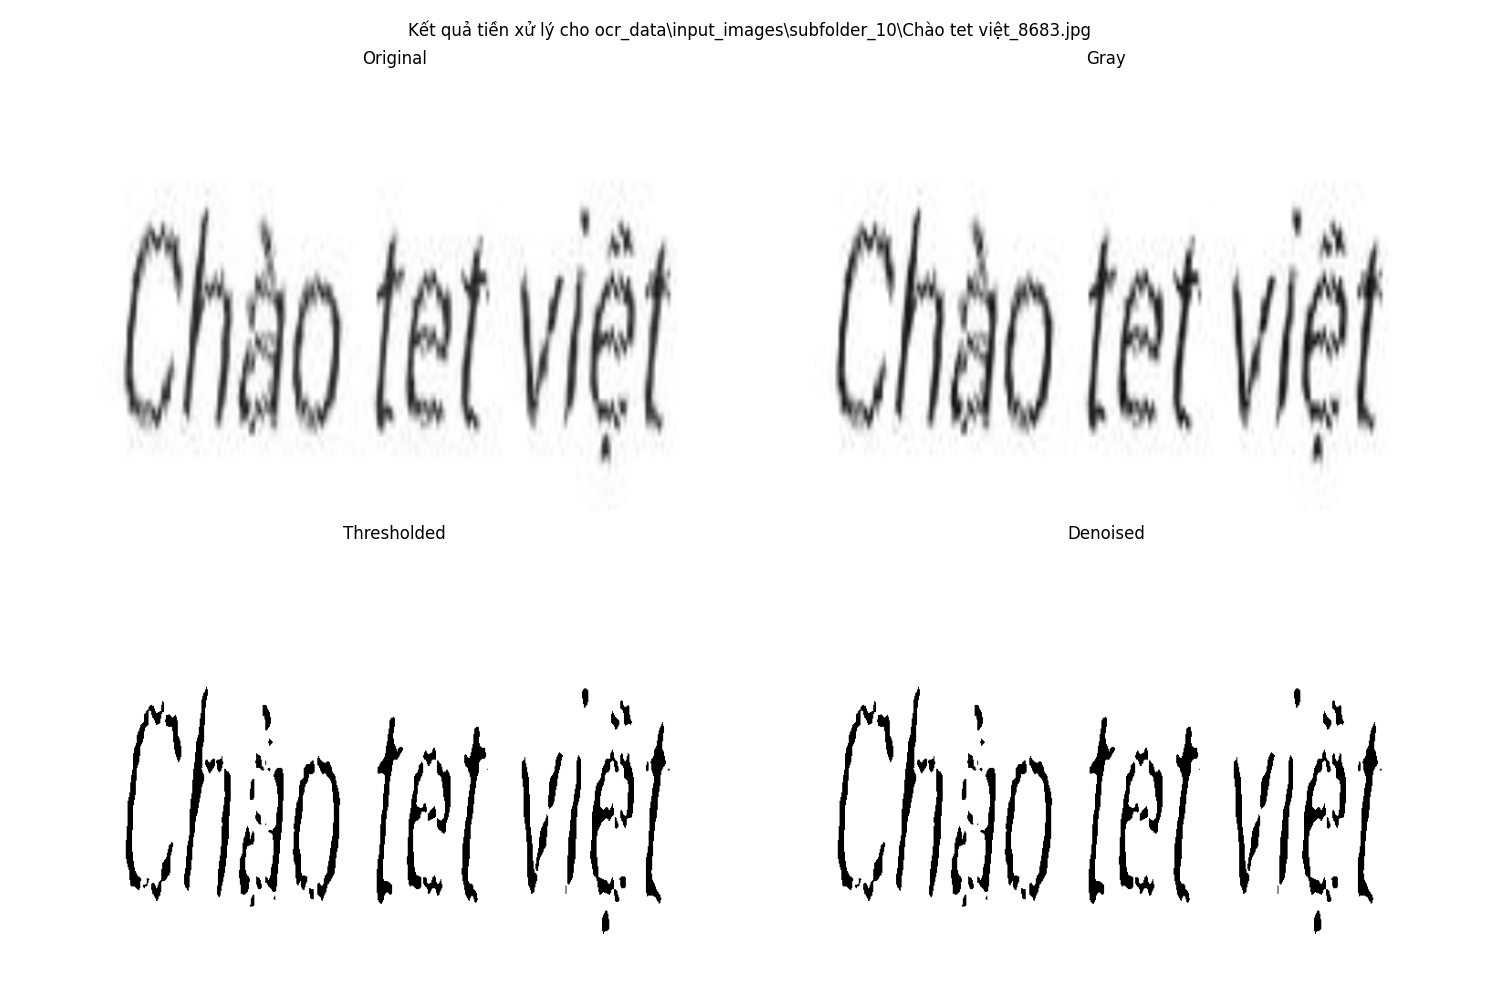 Kết quả tiền xử lý cho ocr_data\input_images\subfolder_10\Chào tet việt_8683.jpg
Original
Gray
Chào tet việt
Chào tet việt
Thresholded
Denoised
Chào tet việt
Chào tet việt